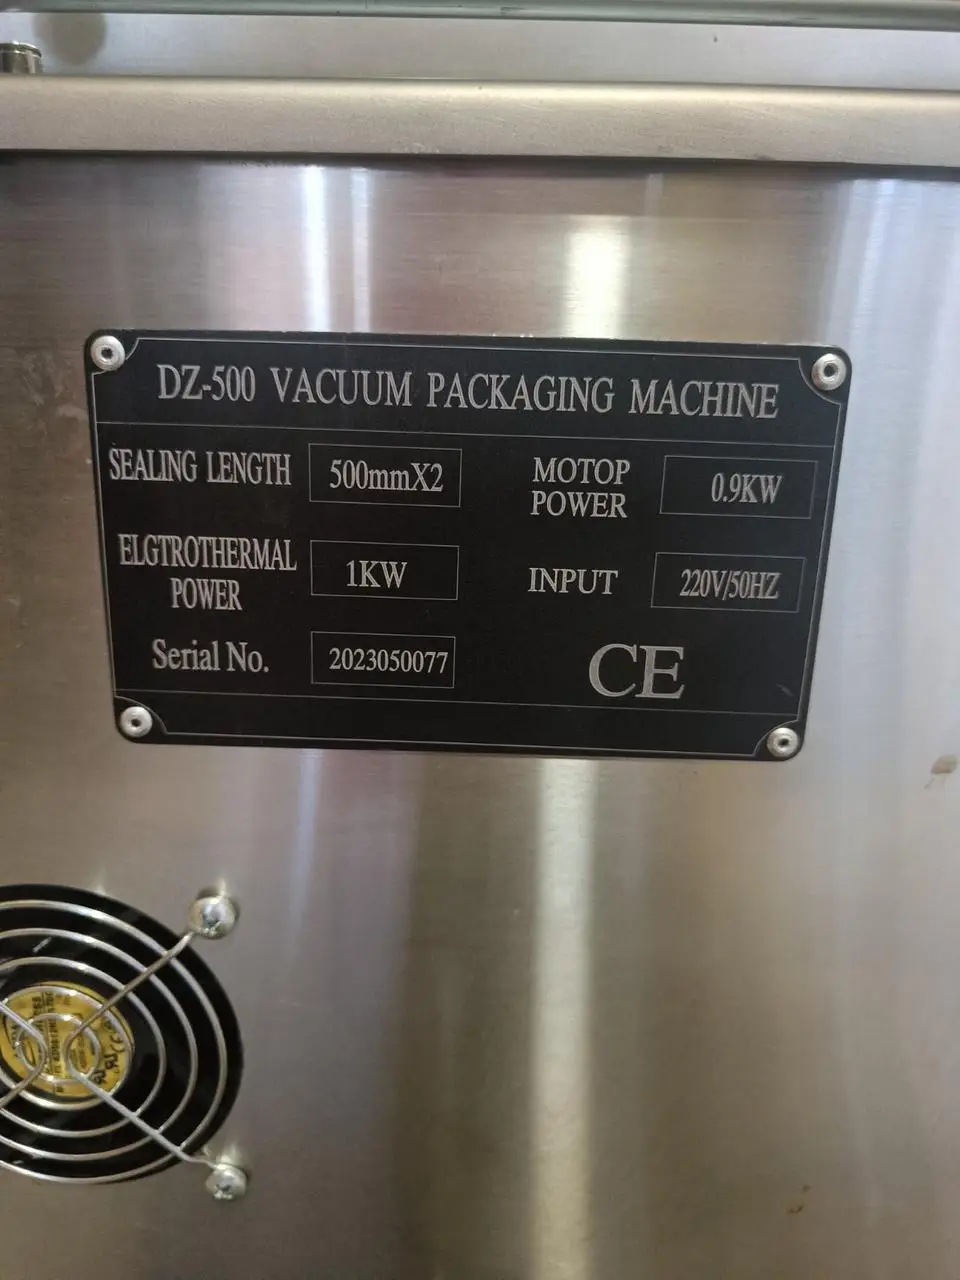 DZ-500 VACUUM PACKAGING MACHINE
SEALING LENGTH 500mmX2
MOTOP POWER 0.9KW
ELGTROTHERMAL POWER 1KW
INPUT 220V/50HZ
Serial No. 2023050077
CE